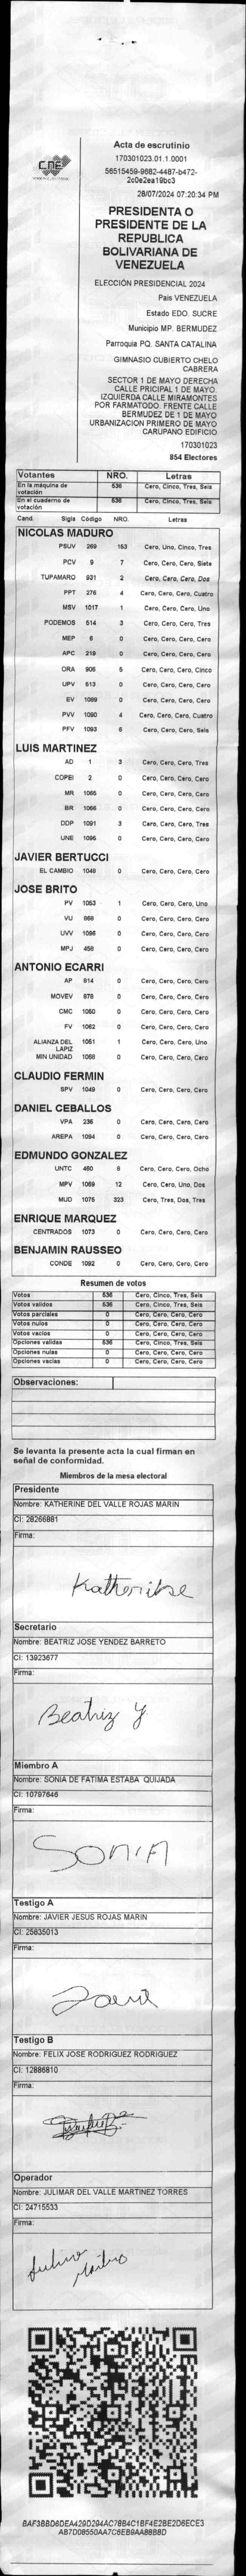 CNE
Acta de escrutinio
170301023.01.1.0001
56515459-9682-4487-b472-
2c0e2ea19bc3
28/07/2024 07:20:34 PM
PRESIDENTA O
PRESIDENTE DE LA
REPUBLICA
BOLIVARIANA DE
VENEZUELA
ELECCIÓN PRESIDENCIAL 2024
Pais VENEZUELA
Estado EDO. SUCRE
Municipio MP. BERMUDEZ
Parroquia PQ. SANTA CATALINA
GIMNASIO CUBIERTO CHELO
CABRERA
SECTOR 1 DE MAYO DERECHA
CALLE PRICIPAL 1 DE MAYO.
IZQUIERDA CALLE MIRAMONTES
POR FARMATODO. FRENTE CALLE
BERMUDEZ DE 1 DE MAYO
URBANIZACION PRIMERO DE MAYO
CARUPANO EDIFICIO
170301023
854 Electores
Votantes NRO. Letras
En la máquina de votación 536 Cero, Cinco, Tres, Seis
En el cuaderno de votación 536 Cero, Cinco, Tres, Seis
Cand. Sigla Código NRO. Letras
NICOLAS MADURO
PSUV 269 153 Cero, Uno, Cinco, Tres
PCV 9 7 Cero, Cero, Cero, Siete
TUPAMARO 931 2 Cero, Cero, Cero, Dos
PPT 276 4 Cero, Cero, Cero, Cuatro
MSV 1017 1 Cero, Cero, Cero, Uno
PODEMOS 514 3 Cero, Cero, Cero, Tres
MEP 6 0 Cero, Cero, Cero, Cero
APC 219 0 Cero, Cero, Cero, Cero
ORA 906 5 Cero, Cero, Cero, Cinco
UPV 613 0 Cero, Cero, Cero, Cero
EV 1089 0 Cero, Cero, Cero, Cero
PVV 1090 4 Cero, Cero, Cero, Cuatro
PFV 1093 6 Cero, Cero, Cero, Seis
LUIS MARTINEZ
AD 1 3 Cero, Cero, Cero, Tres
COPEI 2 0 Cero, Cero, Cero, Cero
MR 1065 0 Cero, Cero, Cero, Cero
BR 1066 0 Cero, Cero, Cero, Cero
DDP 1091 3 Cero, Cero, Cero, Tres
UNE 1095 0 Cero, Cero, Cero, Cero
JAVIER BERTUCCI
EL CAMBIO 1048 0 Cero, Cero, Cero, Cero
JOSE BRITO
PV 1053 1 Cero, Cero, Cero, Uno
VU 868 0 Cero, Cero, Cero, Cero
UVV 1096 0 Cero, Cero, Cero, Cero
MPJ 458 0 Cero, Cero, Cero, Cero
ANTONIO ECARRI
AP 814 0 Cero, Cero, Cero, Cero
MOVEV 878 0 Cero, Cero, Cero, Cero
CMC 1050 0 Cero, Cero, Cero, Cero
FV 1062 0 Cero, Cero, Cero, Cero
ALIANZA DEL LAPIZ 1051 1 Cero, Cero, Cero, Uno
MIN UNIDAD 1068 0 Cero, Cero, Cero, Cero
CLAUDIO FERMIN
SPV 1049 0 Cero, Cero, Cero, Cero
DANIEL CEBALLOS
VPA 236 0 Cero, Cero, Cero, Cero
AREPA 1084 0 Cero, Cero, Cero, Cero
EDMUNDO GONZALEZ
UNTC 460 8 Cero, Cero, Cero, Ocho
MPV 1069 12 Cero, Cero, Uno, Dos
MUD 1075 323 Cero, Tres, Dos, Tres
ENRIQUE MARQUEZ
CENTRADOS 1073 0 Cero, Cero, Cero, Cero
BENJAMIN RAUSSEO
CONDE 1092 0 Cero, Cero, Cero, Cero
Resumen de votos
Votos 536 Cero, Cinco, Tres, Seis
Votos validos 536 Cero, Cinco, Tres, Seis
Votos parciales 0 Cero, Cero, Cero, Cero
Votos nulos 0 Cero, Cero, Cero, Cero
Votos vacios 0 Cero, Cero, Cero, Cero
Opciones validas 536 Cero, Cinco, Tres, Seis
Opciones nulas 0 Cero, Cero, Cero, Cero
Opciones vacias 0 Cero, Cero, Cero, Cero
Observaciones:
Se levanta la presente acta la cual firman en
señal de conformidad.
Miembros de la mesa electoral
Presidente
Nombre: KATHERINE DEL VALLE ROJAS MARIN
CI: 28266881
Firma:
Katherine
Secretario
Nombre: BEATRIZ JOSE YENDEZ BARRETO
CI: 13923677
Firma:
Beatriz Y
Miembro A
Nombre: SONIA DE FATIMA ESTABA QUIJADA
CI: 10797646
Firma:
SONIA
Testigo A
Nombre: JAVIER JESUS ROJAS MARIN
CI: 25635013
Firma:
Testigo B
Nombre: FELIX JOSE RODRIGUEZ RODRIGUEZ
CI: 12886810
Firma:
Operador
Nombre: JULIMAR DEL VALLE MARTINEZ TORRES
CI: 24715533
Firma:
BAF3BBD6DEA429D294AC78B4C1BF4E2BE2D6ECE3
AB7D08550AA7C6EB9AAB8B8D